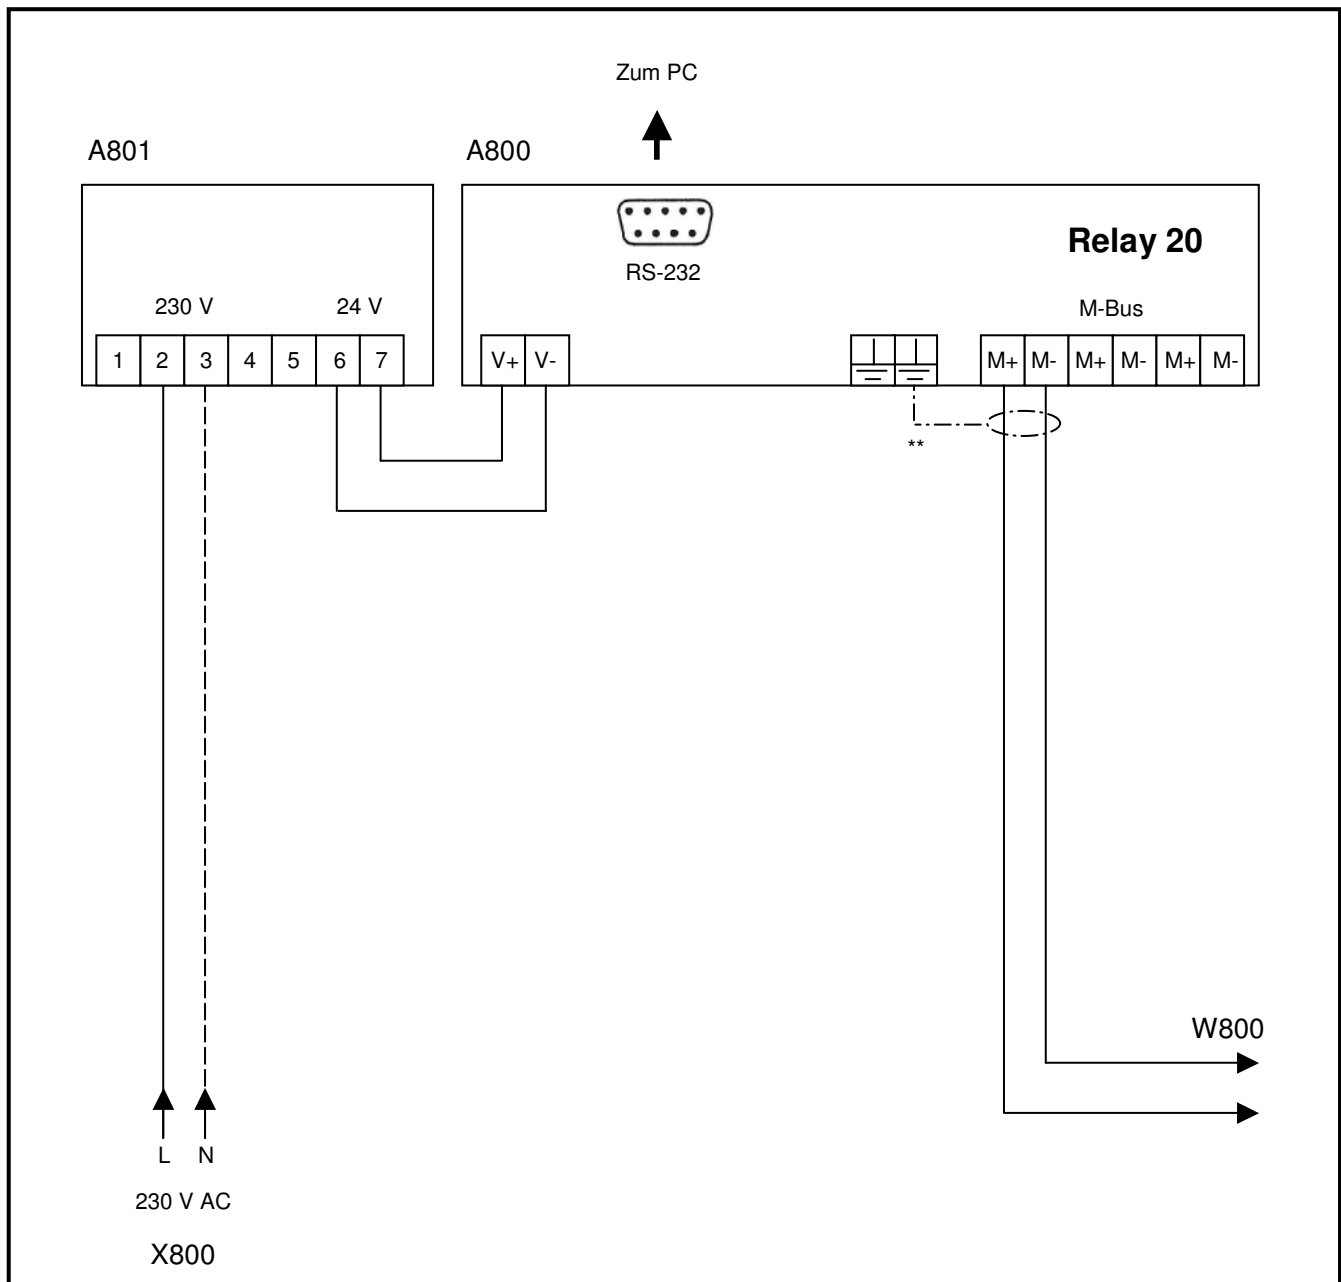 Zum PC
A801
A800
Relay 20
RS-232
230 V
24 V
M-Bus
1 2 3 4 5 6 7
V+ V-
M+ M- M+ M- M+ M-
**
W800
L N
230 V AC
X800